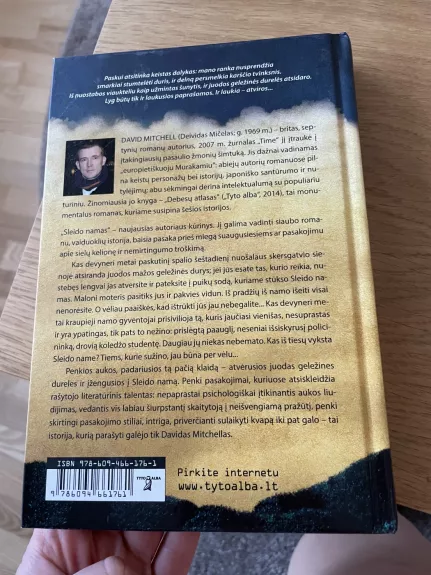 Paskui atsitinka keistas dalykas: mano ranka nusprendžia
smarkiai stumtelėti duris, ir delną persmelkia karščio tvinksnis.
Iš nuostabos viaukteliu kaip užmintas šunytis, ir juodos geležinės durelės atsidaro.
Lyg būtų tik ir laukusios paprašomos. Ir laukia – atviros...
DAVID MITCHELL (Deividas Mičelas; g. 1969 m.) – britas, sep-
tynių romanų autorius, 2007 m. žurnalas „Time“ jį įtraukė į
įtakingiausių pasaulio žmonių šimtuką. Jis dažnai vadinamas
„europietiškuoju Murakamiu“: abiejų autorių romanuose pil-
na keistų personažų bei istorijų, japoniško santūrumo ir nu-
tylėjimų; abu sėkmingai derina intelektualumą su populiariu
turiniu. Žinomiausia jo knyga – „Debesų atlasas“ („Tyto alba“, 2014), tai monu-
mentalus romanas, kuriame susipina šešios istorijos.
„Sleido namas“ – naujausias autoriaus kūrinys. Jį galima vadinti siaubo roma-
nu, vaiduoklių istorija, baisia pasaka prieš miegą suaugusiesiems ar pasakojimu
apie sielų kelionę ir nemirtingumo troškimą.
Kas devyneri metai paskutinį spalio šeštadienį nuošalaus skersgatvio sie-
noje atsiranda juodos mažos geležinės durys; jei jūs esate tas, kurio reikia, nu-
stebęs lengvai jas atversite ir pateksite į puikų sodą, kuriame stūkso Sleido na-
mas. Maloni moteris pasitiks jus ir pakvies vidun. Iš pradžių iš namo išeiti visai
nenorėsite. O vėliau paaiškės, kad ištrūkti jūs jau nebegalite... Kas devyneri me-
tai kraupieji namo gyventojai prisivilioja tą, kuris jaučiasi vienišas, nesuprastas
ir yra ypatingas, tik pats to nežino: prislėgtą paauglį, neseniai išsiskyrusį polici-
ninką, drovią koledžo studentę. Daugiau jų niekas nebemato. Kas iš tiesų vyksta
Sleido name? Tiems, kurie sužino, jau būna per vėlu...
Penkios aukos, padariusios tą pačią klaidą – atvėrusios juodas geležines
dureles ir įžengusios į Sleido namą. Penki pasakojimai, kuriuose atsiskleidžia
rašytojo literatūrinis talentas: nepaprastai psichologiškai įtikinantis aukos liu-
dijimas, vedantis vis labiau šiurpstantį skaitytoją į neišvengiamą pražūtį, penki
skirtingi pasakojimo stiliai, intriga, priverčianti sulaikyti kvapą iki pat galo – tai
istorija, kurią parašyti galėjo tik Davidas Mitchellas.
ISBN 978-609-466-176-1
9 786094 661761
TYTO ALBA
Pirkite internetu
www.tytoalba.lt